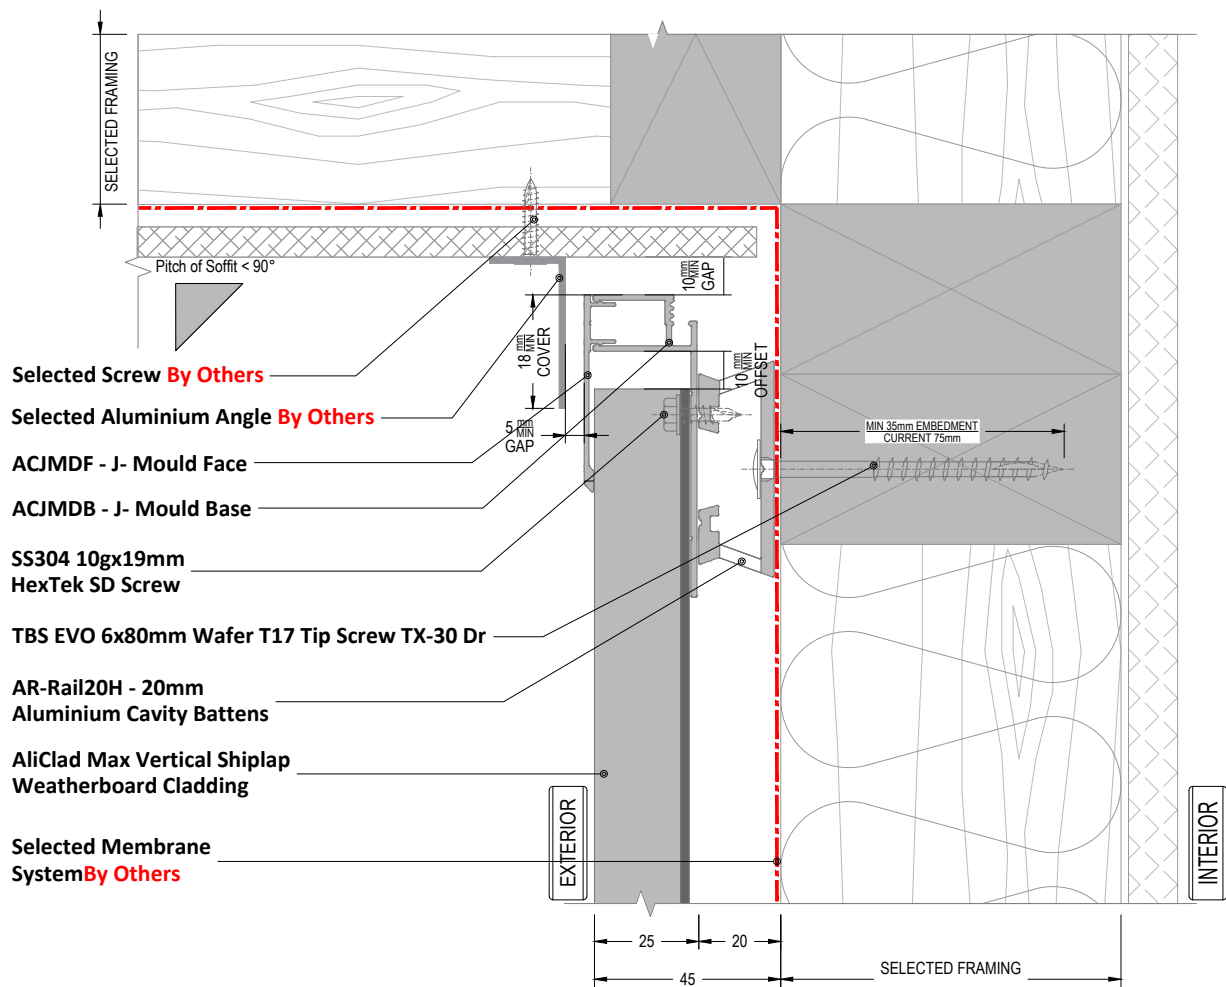 SELECTED FRAMING
Pitch of Soffit < 90°
10 mm MIN GAP
18 mm MIN COVER
10 mm MIN OFFSET
5 mm MIN GAP
MIN 35mm EMBEDMENT
CURRENT 75mm
Selected Screw By Others
Selected Aluminium Angle By Others
ACJMDF - J- Mould Face
ACJMDB - J- Mould Base
SS304 10gx19mm
HexTek SD Screw
TBS EVO 6x80mm Wafer T17 Tip Screw TX-30 Dr
AR-Rail20H - 20mm
Aluminium Cavity Battens
AliClad Max Vertical Shiplap
Weatherboard Cladding
Selected Membrane
SystemBy Others
EXTERIOR
INTERIOR
25
20
45
SELECTED FRAMING